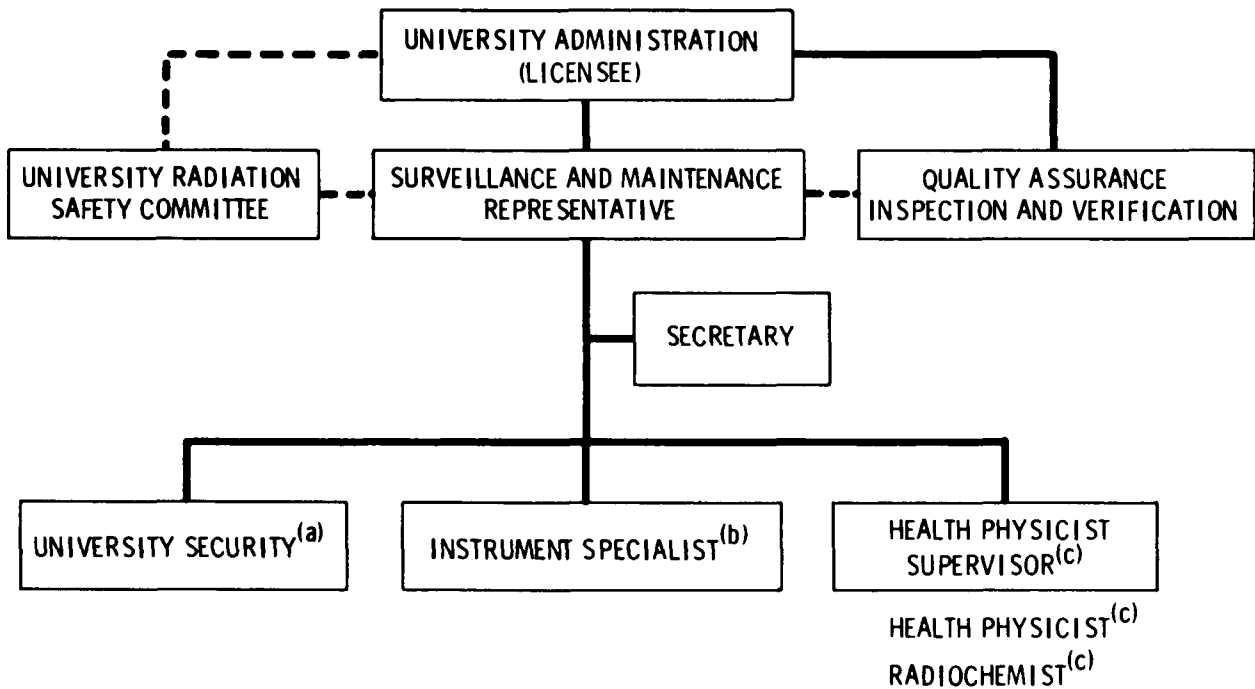 UNIVERSITY ADMINISTRATION
(LICENSEE)
UNIVERSITY RADIATION
SAFETY COMMITTEE
SURVEILLANCE AND MAINTENANCE
REPRESENTATIVE
QUALITY ASSURANCE
INSPECTION AND VERIFICATION
SECRETARY
UNIVERSITY SECURITY(a)
INSTRUMENT SPECIALIST(b)
HEALTH PHYSICIST
SUPERVISOR(c)
HEALTH PHYSICIST(c)
RADIOCHEMIST(c)